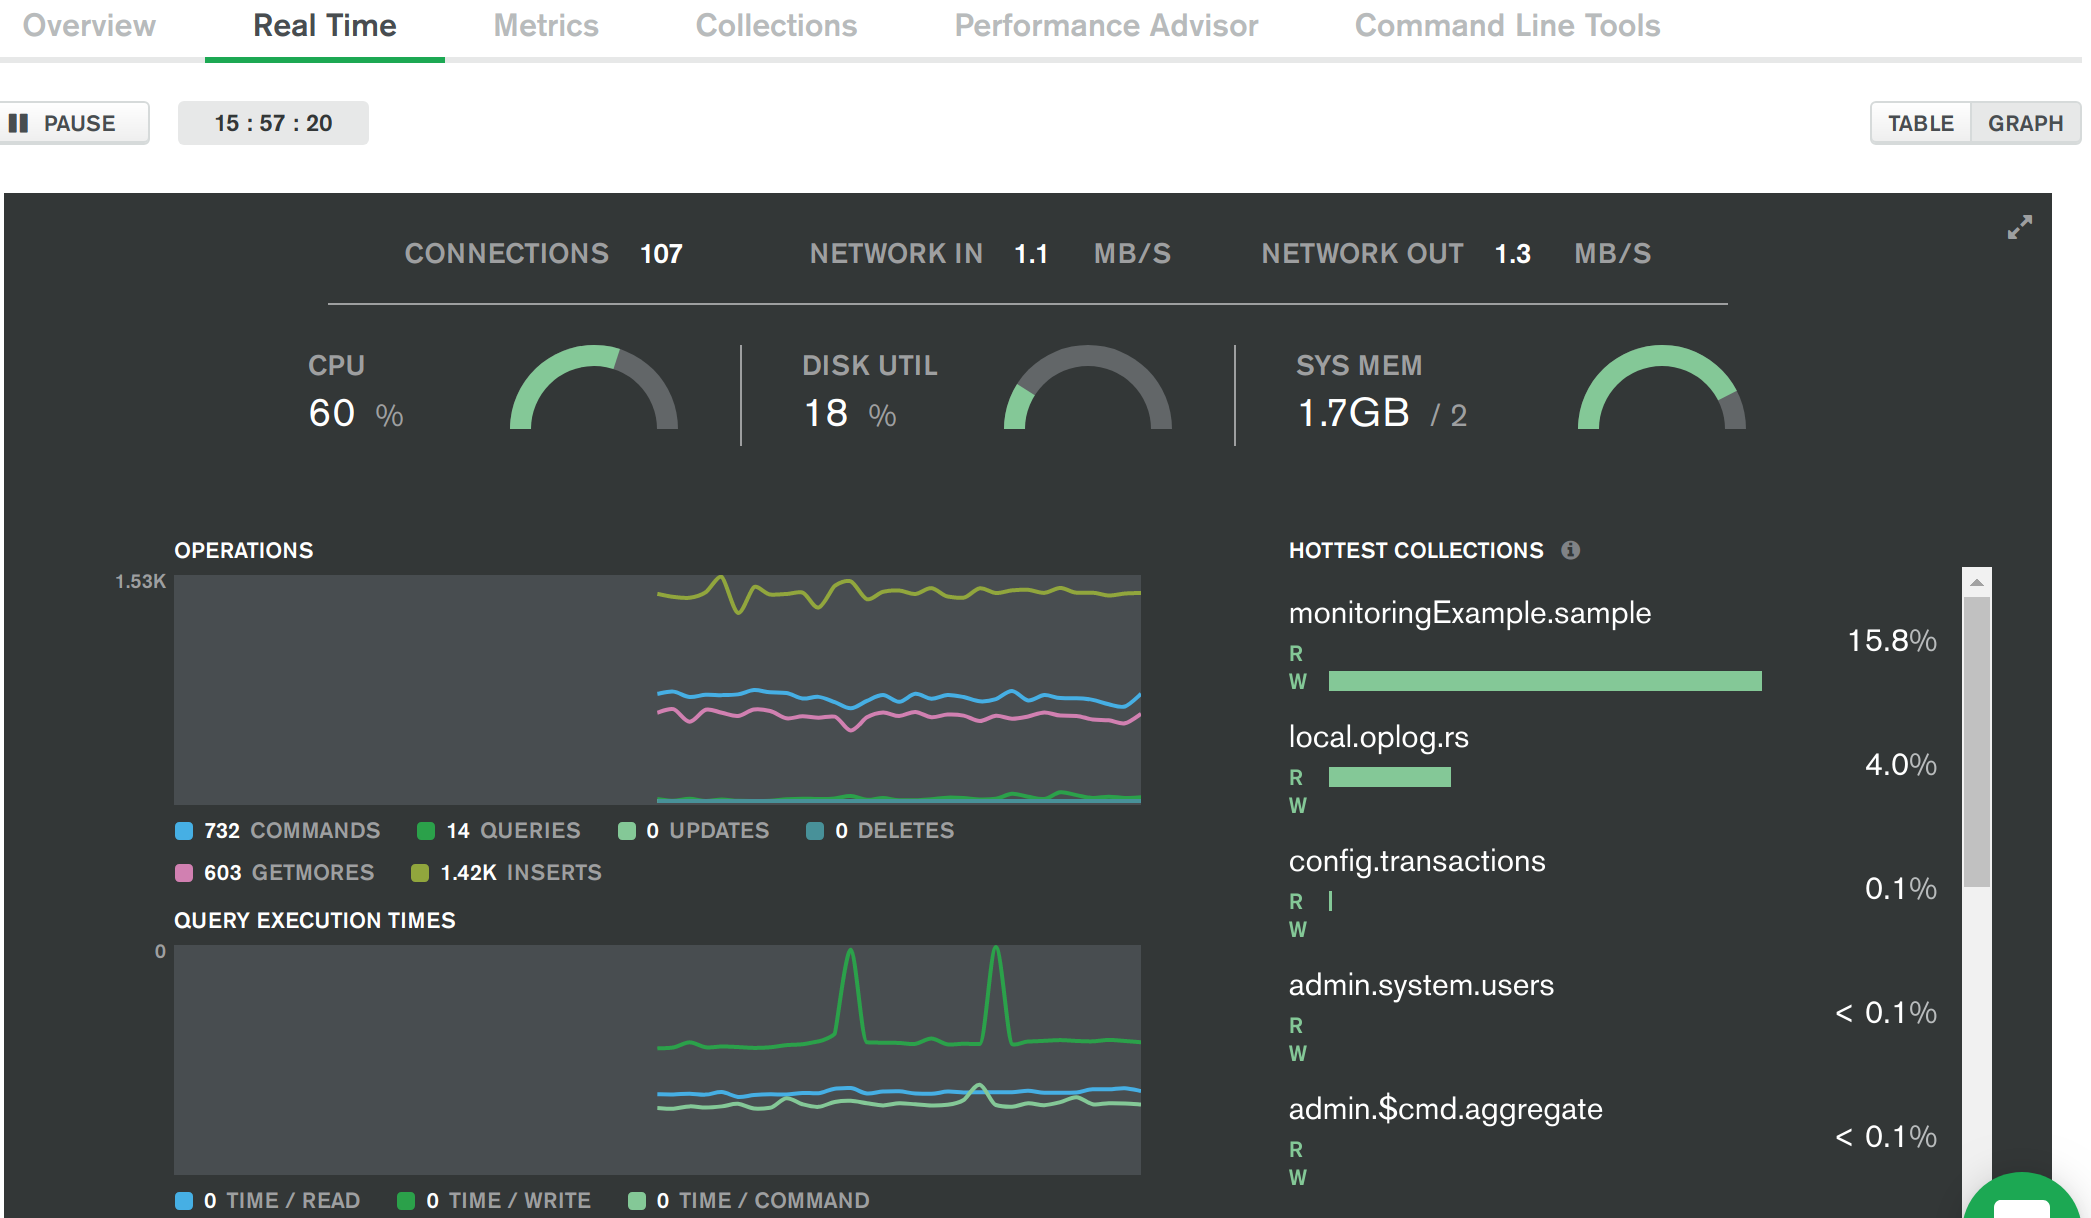 Overview Real Time Metrics Collections Performance Advisor Command Line Tools
PAUSE 15 : 57 : 20 TABLE GRAPH
CONNECTIONS 107 NETWORK IN 1.1 MB/S NETWORK OUT 1.3 MB/S
CPU
60 %
DISK UTIL
18 %
SYS MEM
1.7GB / 2
OPERATIONS
1.53K
732 COMMANDS 14 QUERIES 0 UPDATES 0 DELETES
603 GETMORES 1.42K INSERTS
QUERY EXECUTION TIMES
0
0 TIME / READ 0 TIME / WRITE 0 TIME / COMMAND
HOTTEST COLLECTIONS i
monitoringExample.sample
15.8%
R
W
local.oplog.rs
4.0%
R
W
config.transactions
0.1%
R
W
admin.system.users
< 0.1%
R
W
admin.$cmd.aggregate
< 0.1%
R
W